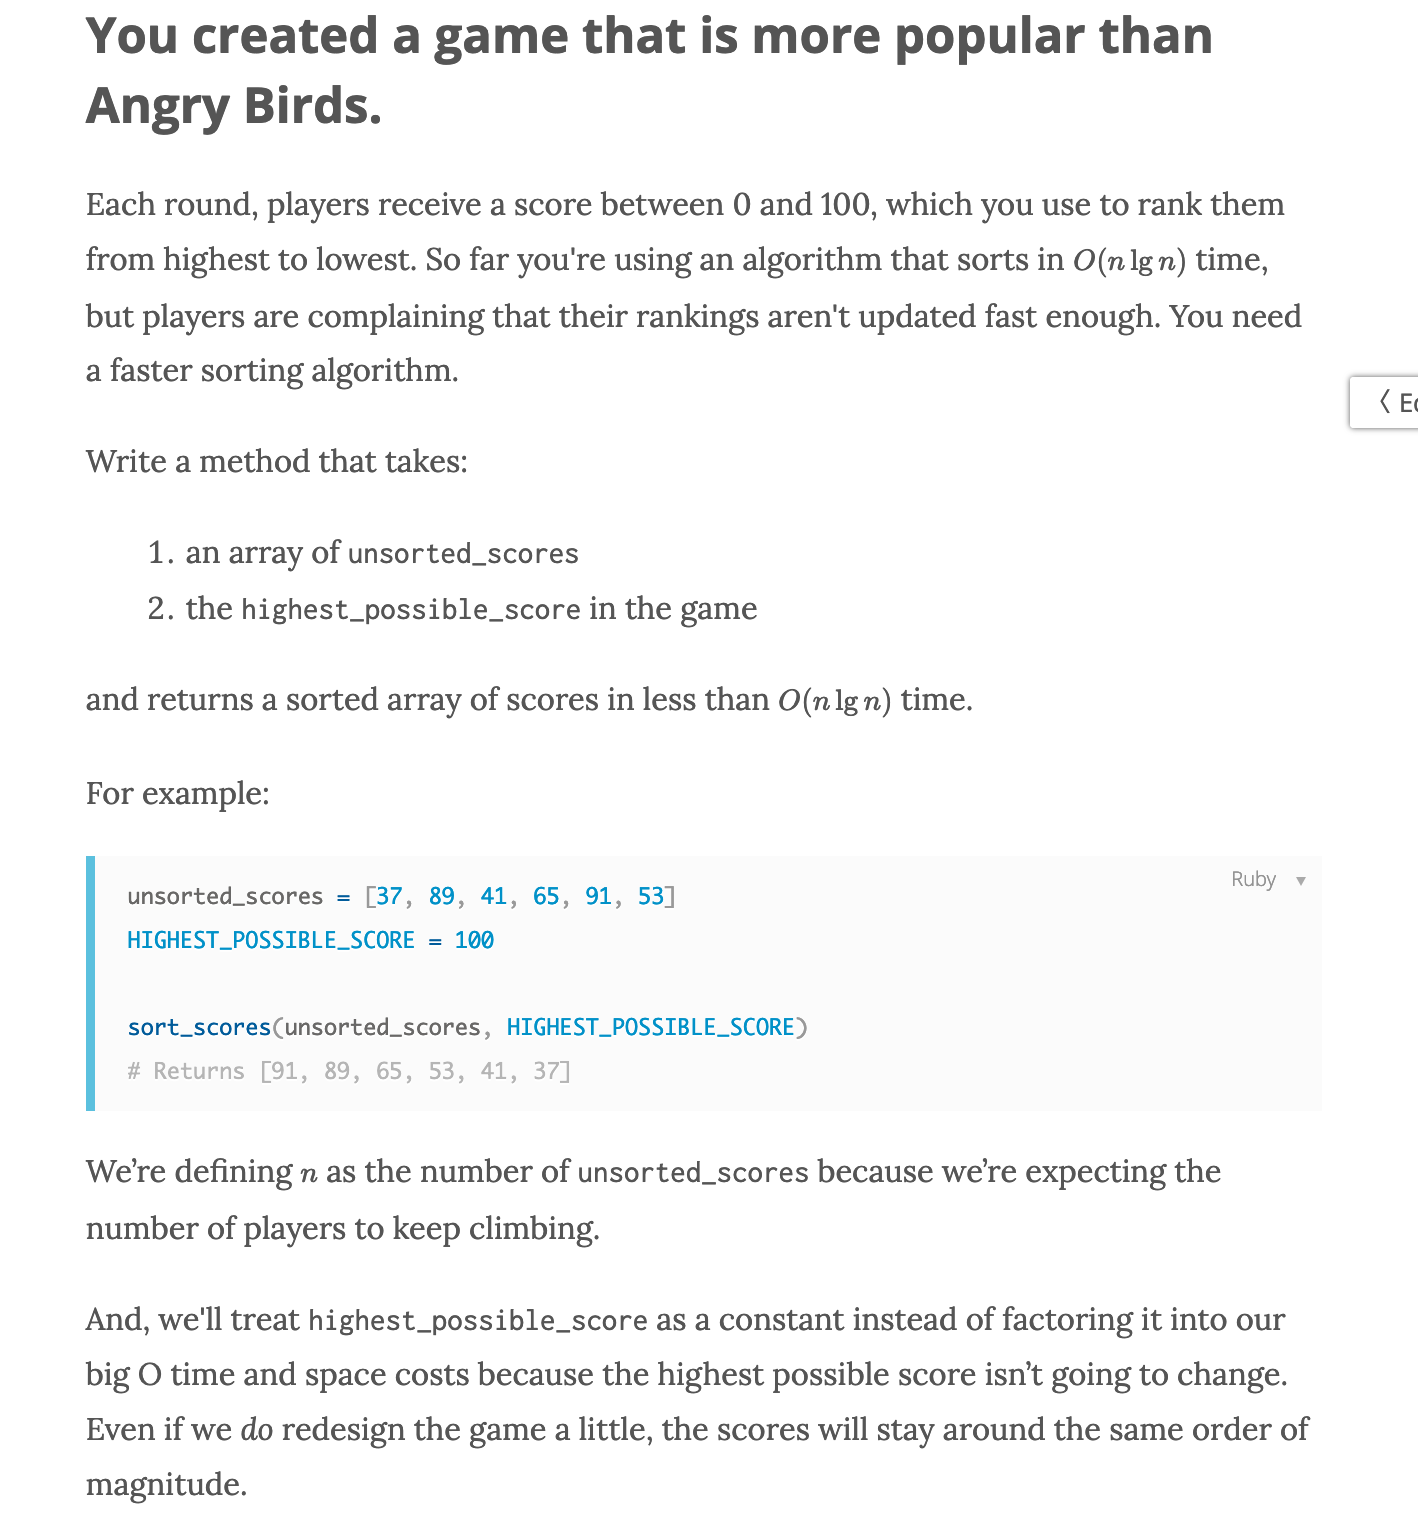 You created a game that is more popular than
Angry Birds.
Each round, players receive a score between 0 and 100, which you use to rank them
from highest to lowest. So far you're using an algorithm that sorts in O(n lg n) time,
but players are complaining that their rankings aren't updated fast enough. You need
a faster sorting algorithm.
Write a method that takes:
1. an array of unsorted_scores
2. the highest_possible_score in the game
and returns a sorted array of scores in less than O(n lg n) time.
For example:
Ruby ▼
unsorted_scores = [37, 89, 41, 65, 91, 53]
HIGHEST_POSSIBLE_SCORE = 100
sort_scores(unsorted_scores, HIGHEST_POSSIBLE_SCORE)
# Returns [91, 89, 65, 53, 41, 37]
We’re defining n as the number of unsorted_scores because we’re expecting the
number of players to keep climbing.
And, we'll treat highest_possible_score as a constant instead of factoring it into our
big O time and space costs because the highest possible score isn’t going to change.
Even if we do redesign the game a little, the scores will stay around the same order of
magnitude.